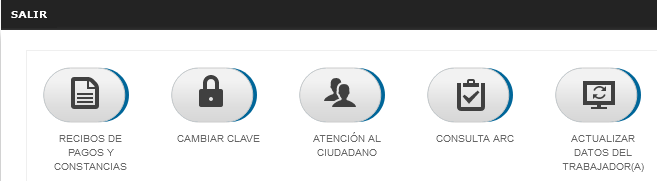 SALIR
RECIBOS DE
PAGOS Y
CONSTANCIAS
CAMBIAR CLAVE
ATENCIÓN AL
CIUDADANO
CONSULTA ARC
ACTUALIZAR
DATOS DEL
TRABAJADOR(A)